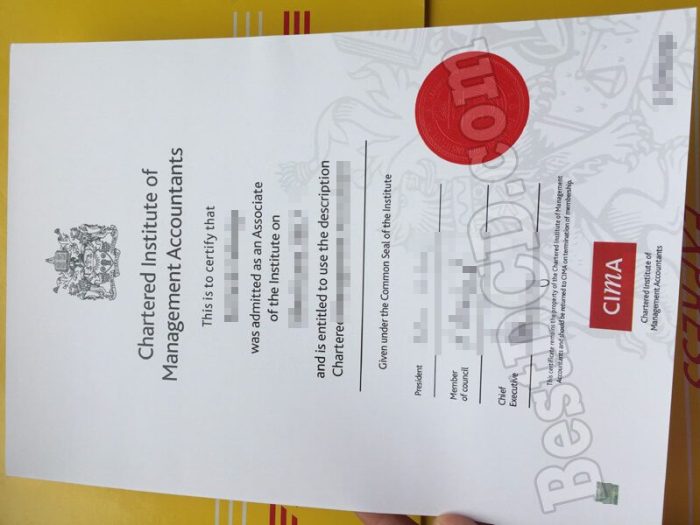 Chartered Institute of
Management Accountants
This is to certify that
was admitted as an Associate
of the Institute on
and is entitled to use the description
Chartered
Given under the Common Seal of the Institute
President
Member
of council
Chief
Executive
This certificate remains the property of the Chartered Institute of Management
Accountants and should be returned to CIMA on termination of membership.
CIMA
Chartered Institute of
Management Accountants
BestDCD.com